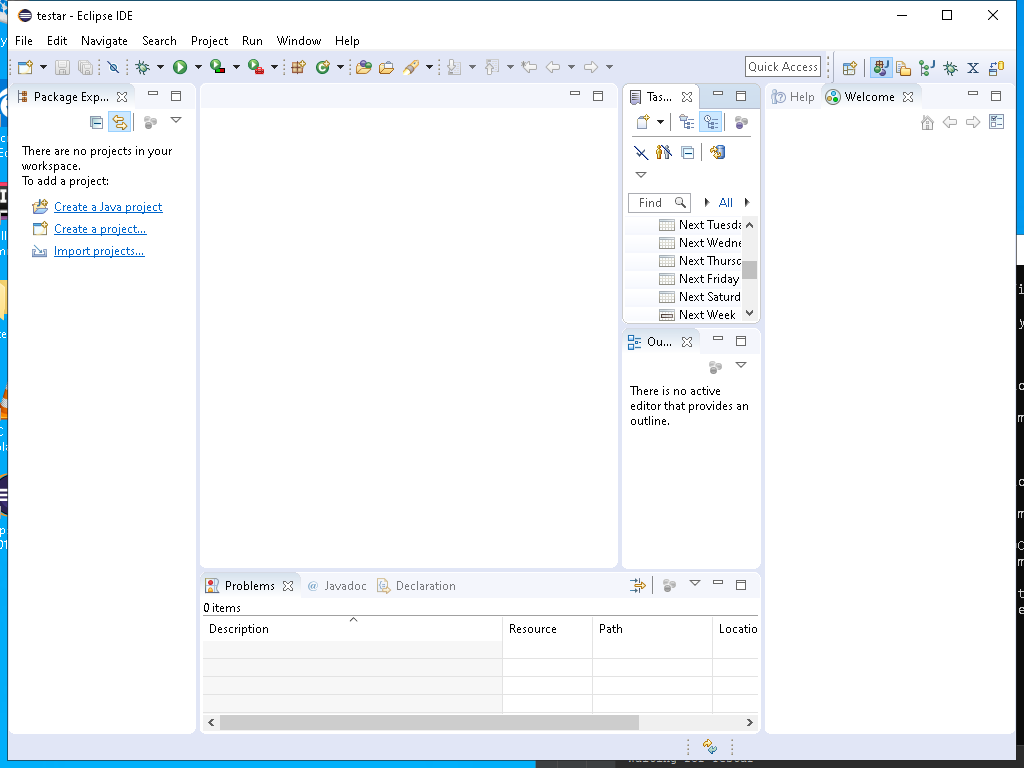 testar - Eclipse IDE
File Edit Navigate Search Project Run Window Help
Quick Access
Package Exp...
Tas...
Help
Welcome
There are no projects in your
workspace.
To add a project:
Create a Java project
Create a project...
Import projects...
Find
All
Next Tuesda
Next Wedne
Next Thursd
Next Friday
Next Saturd
Next Week
Ou...
There is no active
editor that provides an
outline.
Problems
@ Javadoc
Declaration
0 items
Description Resource Path Locatio